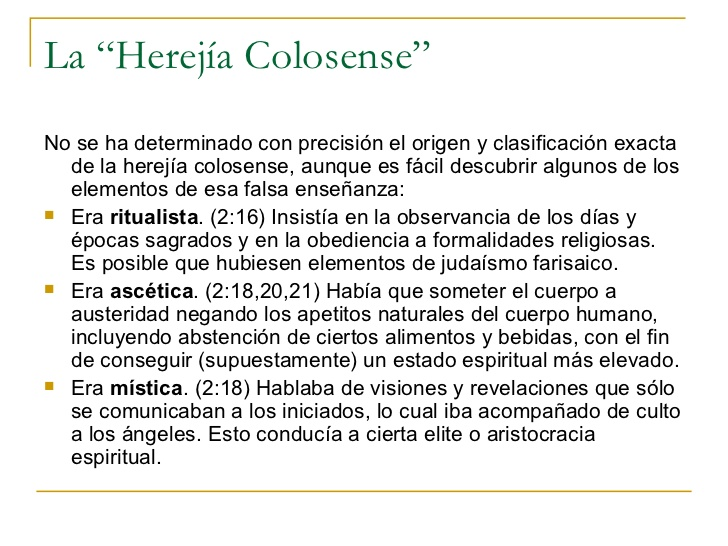 La “Herejía Colosense”
No se ha determinado con precisión el origen y clasificación exacta
de la herejía colosense, aunque es fácil descubrir algunos de los
elementos de esa falsa enseñanza:
Era ritualista. (2:16) Insistía en la observancia de los días y
épocas sagrados y en la obediencia a formalidades religiosas.
Es posible que hubiesen elementos de judaísmo farisaico.
Era ascética. (2:18,20,21) Había que someter el cuerpo a
austeridad negando los apetitos naturales del cuerpo humano,
incluyendo abstención de ciertos alimentos y bebidas, con el fin
de conseguir (supuestamente) un estado espiritual más elevado.
Era mística. (2:18) Hablaba de visiones y revelaciones que sólo
se comunicaban a los iniciados, lo cual iba acompañado de culto
a los ángeles. Esto conducía a cierta elite o aristocracia
espiritual.